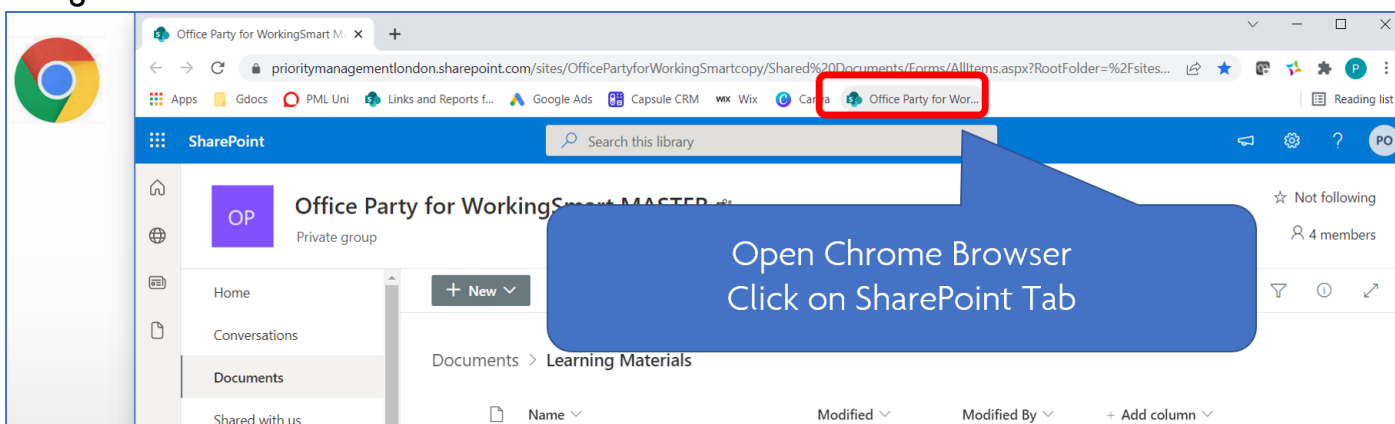 Office Party for WorkingSmart M
prioritymanagementlondon.sharepoint.com/sites/OfficePartyforWorkingSmartcopy/Shared%20Documents/Forms/AllItems.aspx?RootFolder=%2Fsites...
P
Apps Gdocs PML Uni Links and Reports f... Google Ads Capsule CRM WIX Wix Canva Office Party for Wor... Reading list
SharePoint Search this library ? PO
OP Office Party for WorkingSmart MASTER Not following
Private group 4 members
Open Chrome Browser
Click on SharePoint Tab
Home + New
Conversations
Documents > Learning Materials
Documents
Shared with us Name Modified Modified By + Add column